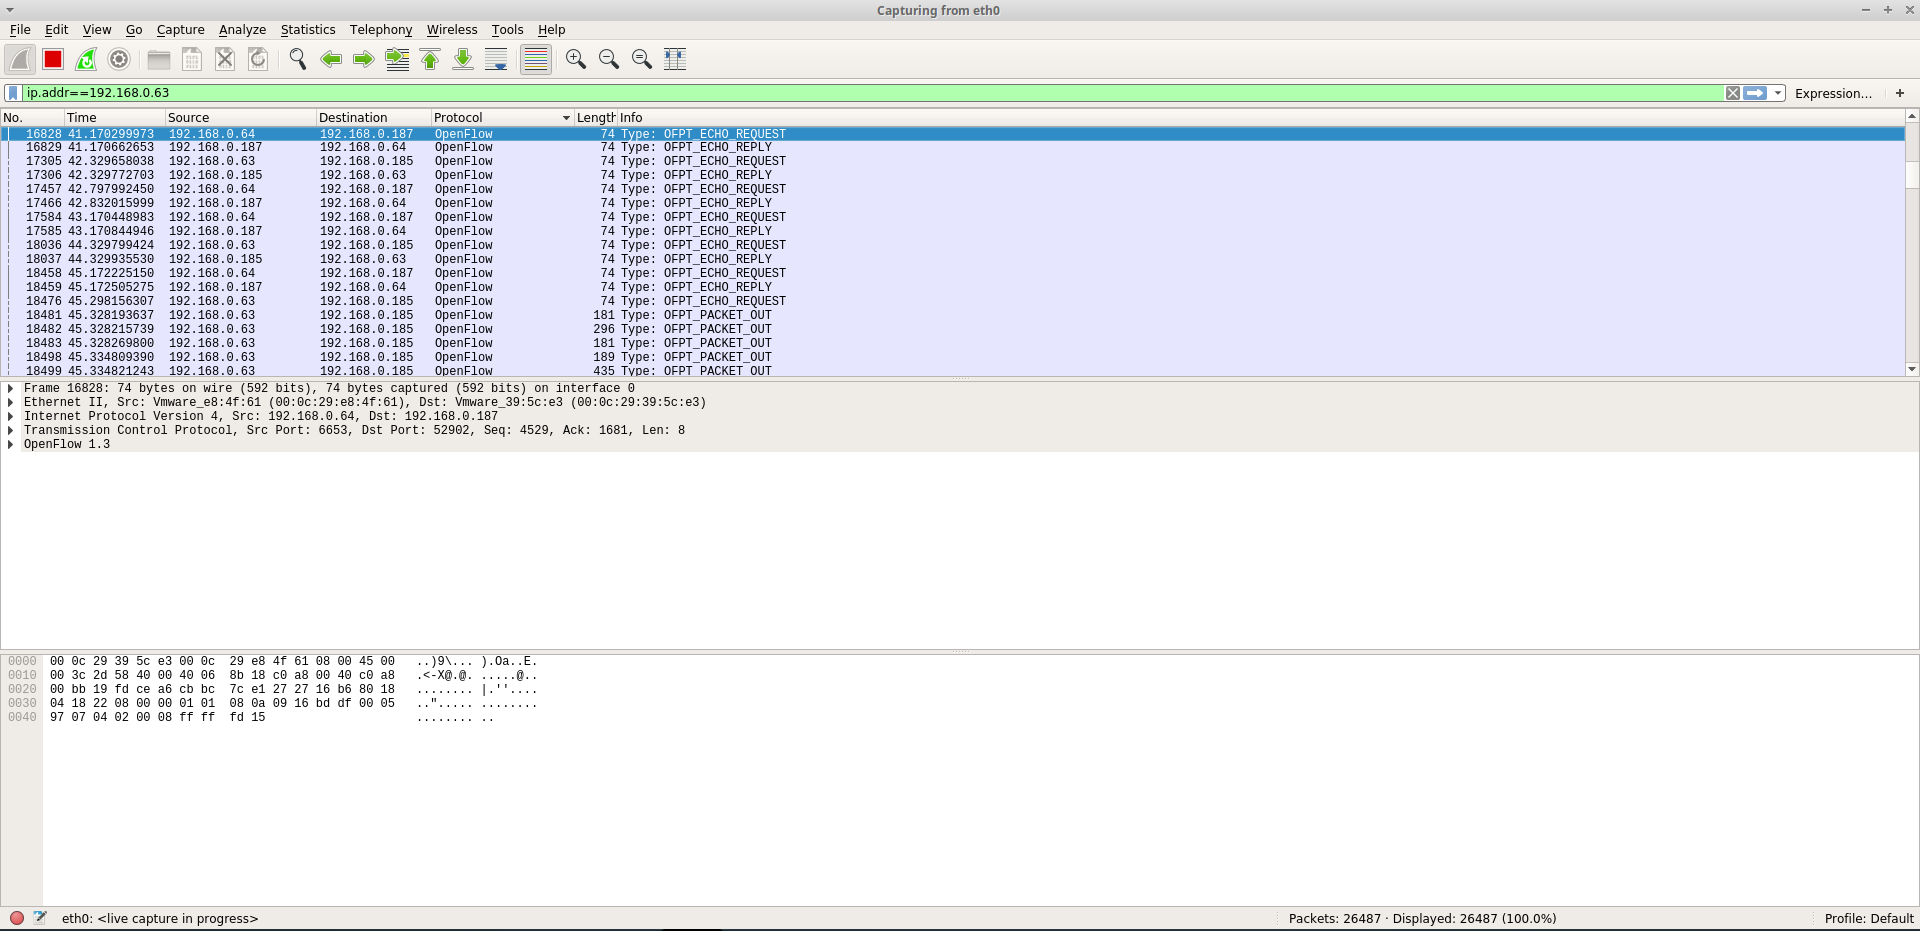 Capturing from eth0
File Edit View Go Capture Analyze Statistics Telephony Wireless Tools Help
ip.addr==192.168.0.63 Expression… +
No. Time Source Destination Protocol Length Info
16828 41.170299973 192.168.0.64 192.168.0.187 OpenFlow 74 Type: OFPT_ECHO_REQUEST
16829 41.170662653 192.168.0.187 192.168.0.64 OpenFlow 74 Type: OFPT_ECHO_REPLY
17305 42.329658038 192.168.0.63 192.168.0.185 OpenFlow 74 Type: OFPT_ECHO_REQUEST
17306 42.329772703 192.168.0.185 192.168.0.63 OpenFlow 74 Type: OFPT_ECHO_REPLY
17457 42.797992450 192.168.0.64 192.168.0.187 OpenFlow 74 Type: OFPT_ECHO_REQUEST
17466 42.832015999 192.168.0.187 192.168.0.64 OpenFlow 74 Type: OFPT_ECHO_REPLY
17584 43.170448983 192.168.0.64 192.168.0.187 OpenFlow 74 Type: OFPT_ECHO_REQUEST
17585 43.170844946 192.168.0.187 192.168.0.64 OpenFlow 74 Type: OFPT_ECHO_REPLY
18036 44.329799424 192.168.0.63 192.168.0.185 OpenFlow 74 Type: OFPT_ECHO_REQUEST
18037 44.329935530 192.168.0.185 192.168.0.63 OpenFlow 74 Type: OFPT_ECHO_REPLY
18458 45.172225150 192.168.0.64 192.168.0.187 OpenFlow 74 Type: OFPT_ECHO_REQUEST
18459 45.172505275 192.168.0.187 192.168.0.64 OpenFlow 74 Type: OFPT_ECHO_REPLY
18476 45.298156307 192.168.0.63 192.168.0.185 OpenFlow 74 Type: OFPT_ECHO_REQUEST
18481 45.328193637 192.168.0.63 192.168.0.185 OpenFlow 181 Type: OFPT_PACKET_OUT
18482 45.328215739 192.168.0.63 192.168.0.185 OpenFlow 296 Type: OFPT_PACKET_OUT
18483 45.328269800 192.168.0.63 192.168.0.185 OpenFlow 181 Type: OFPT_PACKET_OUT
18498 45.334809390 192.168.0.63 192.168.0.185 OpenFlow 189 Type: OFPT_PACKET_OUT
18499 45.334821243 192.168.0.63 192.168.0.185 OpenFlow 435 Type: OFPT_PACKET_OUT
Frame 16828: 74 bytes on wire (592 bits), 74 bytes captured (592 bits) on interface 0
Ethernet II, Src: Vmware_e8:4f:61 (00:0c:29:e8:4f:61), Dst: Vmware_39:5c:e3 (00:0c:29:39:5c:e3)
Internet Protocol Version 4, Src: 192.168.0.64, Dst: 192.168.0.187
Transmission Control Protocol, Src Port: 6653, Dst Port: 52902, Seq: 4529, Ack: 1681, Len: 8
OpenFlow 1.3
0000 00 0c 29 39 5c e3 00 0c 29 e8 4f 61 08 00 45 00 ..)9\... ).Oa..E.
0010 00 3c 2d 58 40 00 40 06 8b 18 c0 a8 00 40 c0 a8 .<-X@.@. .....@..
0020 00 bb 19 fd ce a6 cb bc 7c e1 27 27 16 b6 80 18 ........ |.''....
0030 04 18 22 08 00 00 01 01 08 0a 09 16 bd df 00 05 .."..... ........
0040 97 07 04 02 00 08 ff ff fd 15 ........ ..
eth0: <live capture in progress> Packets: 26487 · Displayed: 26487 (100.0%) Profile: Default